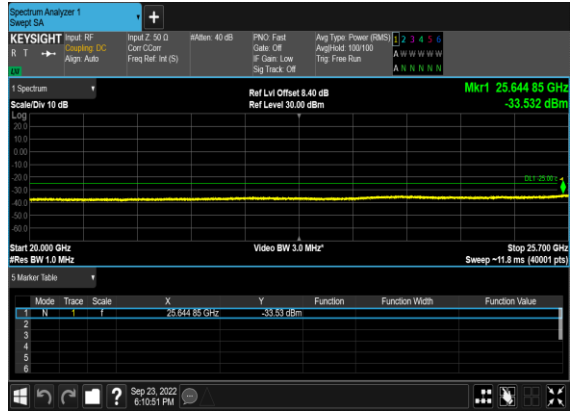 Spectrum Analyzer 1
Swept SA
+
KEYSIGHT Input: RF Input Z: 50 Ω #Atten: 40 dB PNO: Fast Avg Type: Power (RMS) 1 2 3 4 5 6
R T Coupling: DC Corr CCorr Gate: Off Avg|Hold: 100/100 A W W W W W
Align: Auto Freq Ref: Int (S) IF Gain: Low Trig: Free Run
Sig Track: Off A N N N N N
1 Spectrum
Ref Lvl Offset 8.40 dB Mkr1 25.644 85 GHz
Scale/Div 10 dB Ref Level 30.00 dBm -33.532 dBm
Log
20.0
10.0
0.00
-10.0
-20.0
-30.0
-40.0
-50.0
-60.0
Start 20.000 GHz Video BW 3.0 MHz* Stop 25.700 GHz
#Res BW 1.0 MHz Sweep ~11.8 ms (40001 pts)
5 Marker Table
Mode Trace Scale X Y Function Function Width Function Value
1 N 1 f 25.644 85 GHz -33.53 dBm
2
3
4
5
6
?
Sep 23, 2022
6:10:51 PM